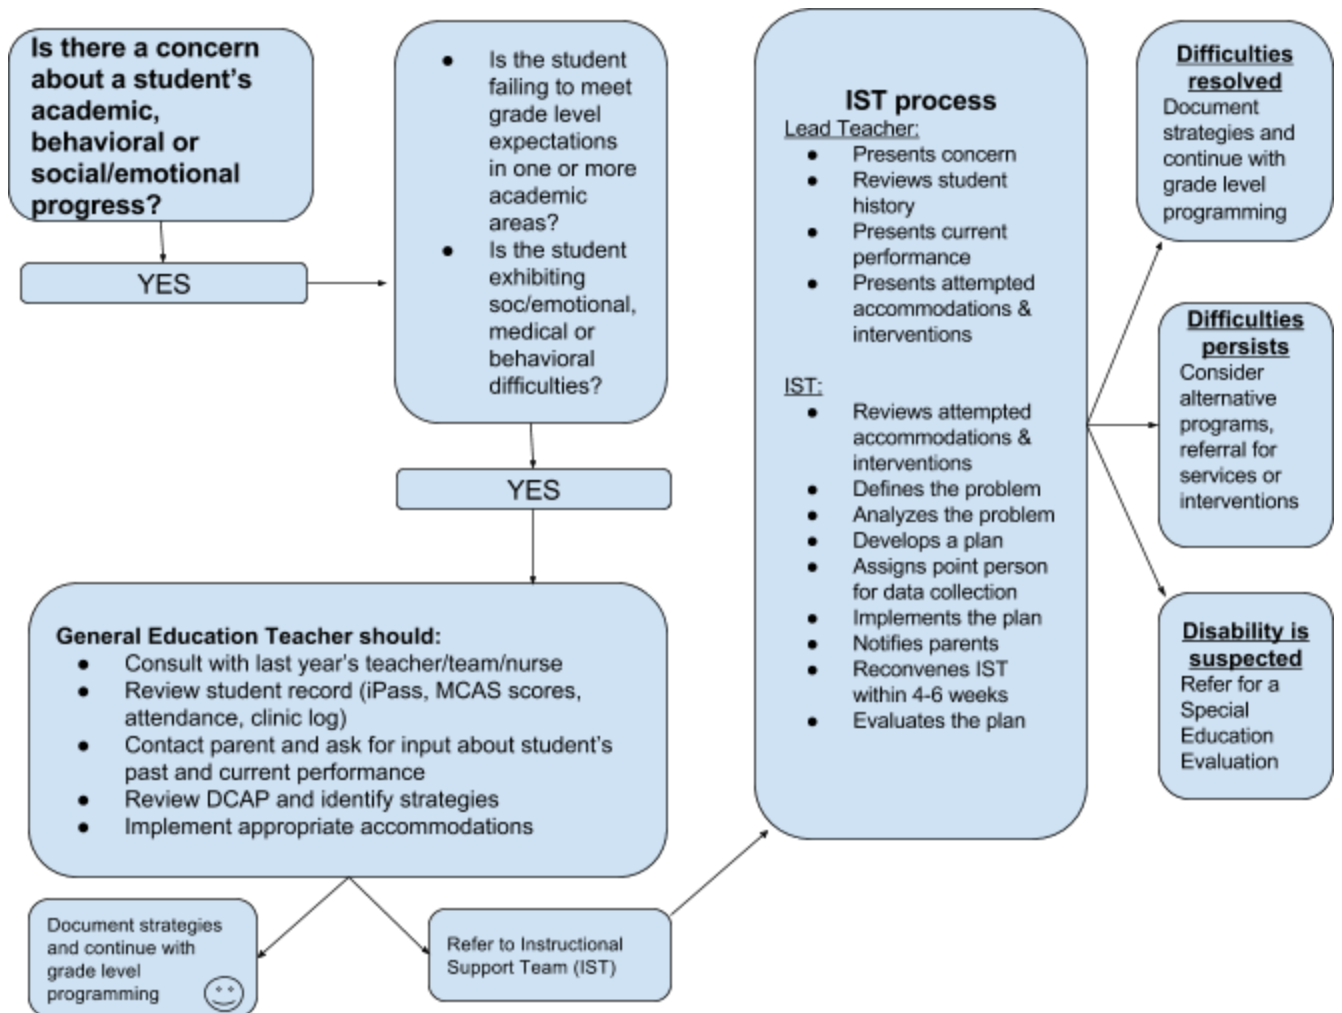 Is there a concern
about a student's
academic,
behavioral or
social/emotional
progress?
YES
● Is the student
failing to meet
grade level
expectations
in one or more
academic
areas?
● Is the student
exhibiting
soc/emotional,
medical or
behavioral
difficulties?
YES
General Education Teacher should:
● Consult with last year's teacher/team/nurse
● Review student record (iPass, MCAS scores,
attendance, clinic log)
● Contact parent and ask for input about student's
past and current performance
● Review DCAP and identify strategies
● Implement appropriate accommodations
Document strategies
and continue with
grade level
programming
Refer to Instructional
Support Team (IST)
IST process
Lead Teacher:
● Presents concern
● Reviews student
history
● Presents current
performance
● Presents attempted
accommodations &
interventions
IST:
● Reviews attempted
accommodations &
interventions
● Defines the problem
● Analyzes the problem
● Develops a plan
● Assigns point person
for data collection
● Implements the plan
● Notifies parents
● Reconvenes IST
within 4-6 weeks
● Evaluates the plan
Difficulties
resolved
Document
strategies and
continue with
grade level
programming
Difficulties
persists
Consider
alternative
programs,
referral for
services or
interventions
Disability is
suspected
Refer for a
Special
Education
Evaluation